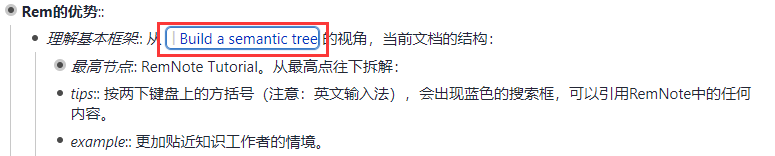 Rem的优势::
理解基本框架:: 从 Build a semantic tree 的视角，当前文档的结构：
最高节点:: RemNote Tutorial。从最高点往下拆解：
tips:: 按两下键盘上的方括号（注意：英文输入法），会出现蓝色的搜索框，可以引用RemNote中的任何
内容。
example:: 更加贴近知识工作者的情境。